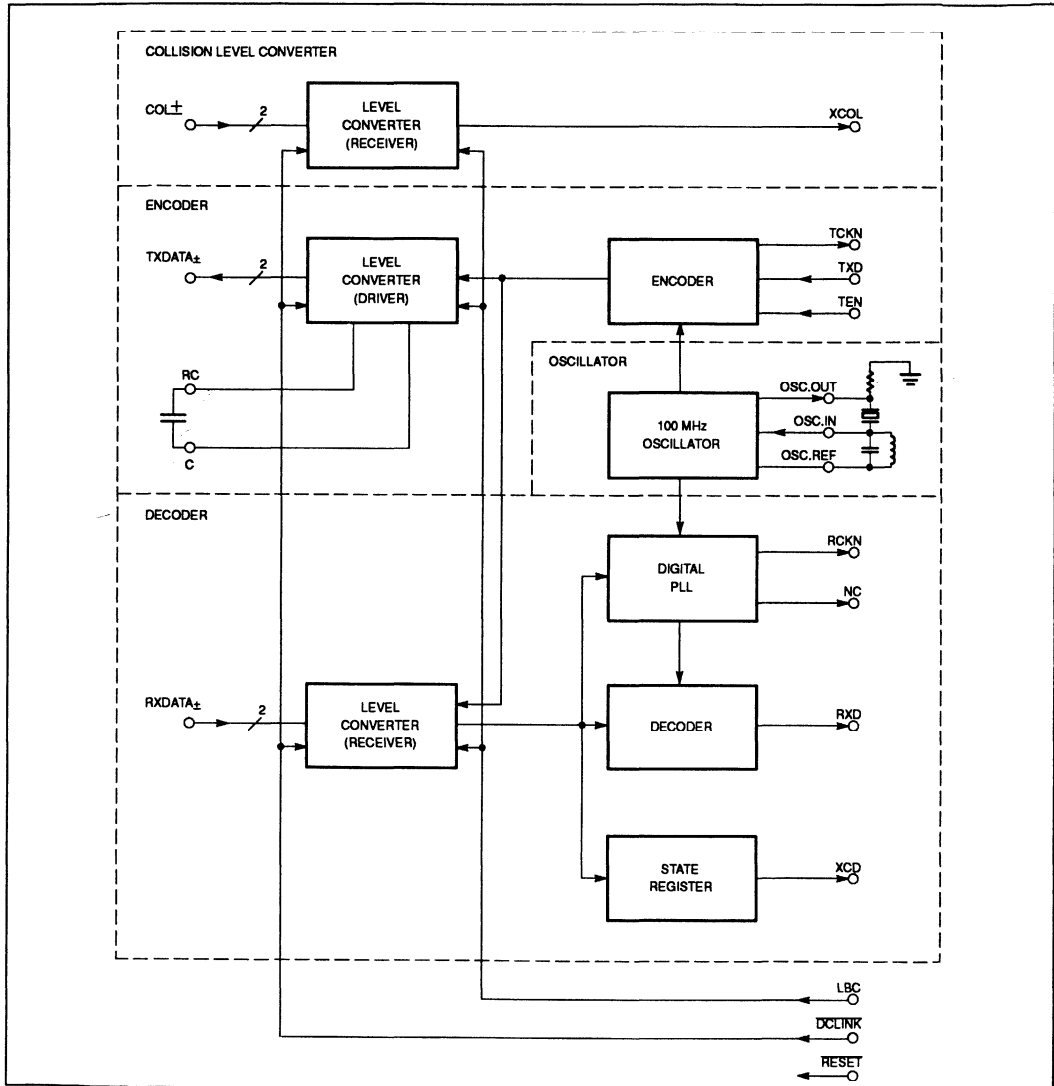 COLLISION LEVEL CONVERTER
COL±
2
LEVEL
CONVERTER
(RECEIVER)
XCOL
ENCODER
TXDATA±
2
LEVEL
CONVERTER
(DRIVER)
ENCODER
TCKN
TXD
TEN
RC
C
OSCILLATOR
100 MHz
OSCILLATOR
OSC.OUT
OSC.IN
OSC.REF
DECODER
DIGITAL
PLL
RCKN
NC
RXDATA±
2
LEVEL
CONVERTER
(RECEIVER)
DECODER
RXD
STATE
REGISTER
XCD
LBC
D̅C̅L̅I̅N̅K̅
R̅E̅S̅E̅T̅